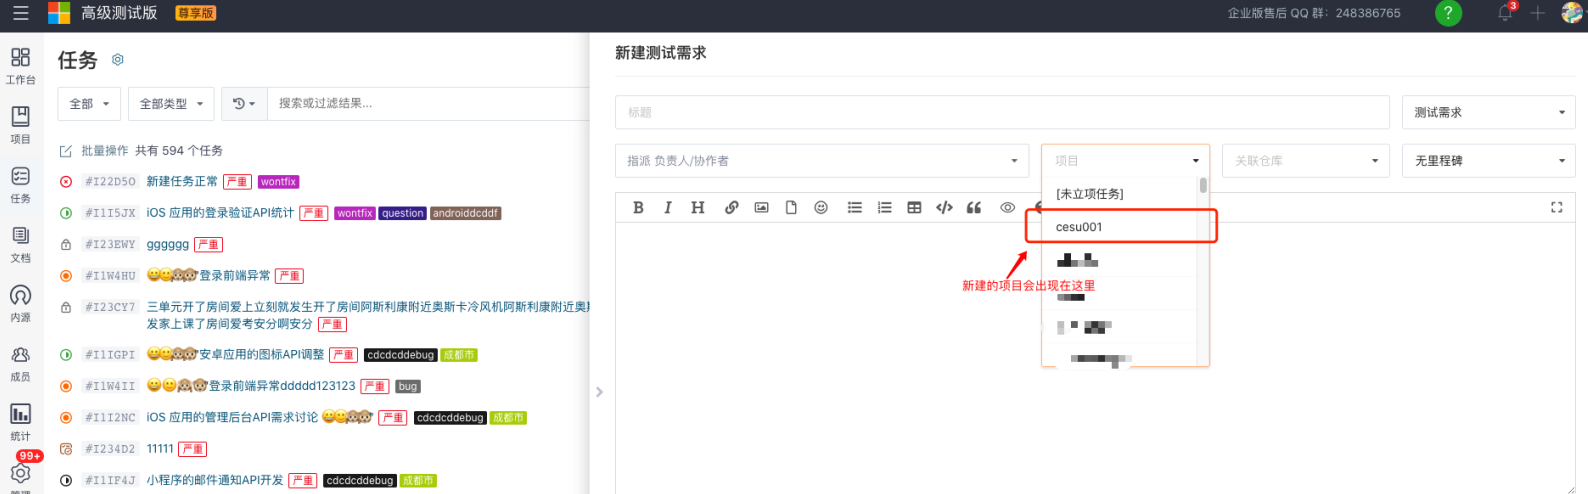 高级测试版 尊享版 企业版售后 QQ 群：248386765 ? 3
工作台
项目
任务
文档
内源
成员
统计
99+
任务
全部 全部类型 搜索或过滤结果...
批量操作 共有 594 个任务
#I22D5O 新建任务正常 严重 wontfix
#I1I5JX iOS 应用的登录验证API统计 严重 wontfix question androiddcddf
#I23EWY gggggg 严重
#I1W4HU 😀😀🙈🙉登录前端异常 严重
#I23CY7 三单元开了房间爱上立刻就发生开了房间阿斯利康附近奥斯卡冷风机阿斯利康附近奥斯
发家上课了房间爱考安分啊安分 严重
#I1IGPI 😀😀🙈🙉安卓应用的图标API调整 严重 cdcdcddebug 成都市
#I1W4II 😀😀🙈🙉登录前端异常ddddd123123 严重 bug
#I1I2NC iOS 应用的管理后台API需求讨论 😀😀🙈🙉 严重 cdcdcddebug 成都市
#I234D2 11111 严重
#I1IF4J 小程序的邮件通知API开发 严重 cdcdcddebug 成都市
新建测试需求
标题 测试需求
指派 负责人/协作者 项目 关联仓库 无里程碑
[未立项任务]
cesu001
B I H
新建的项目会出现在这里